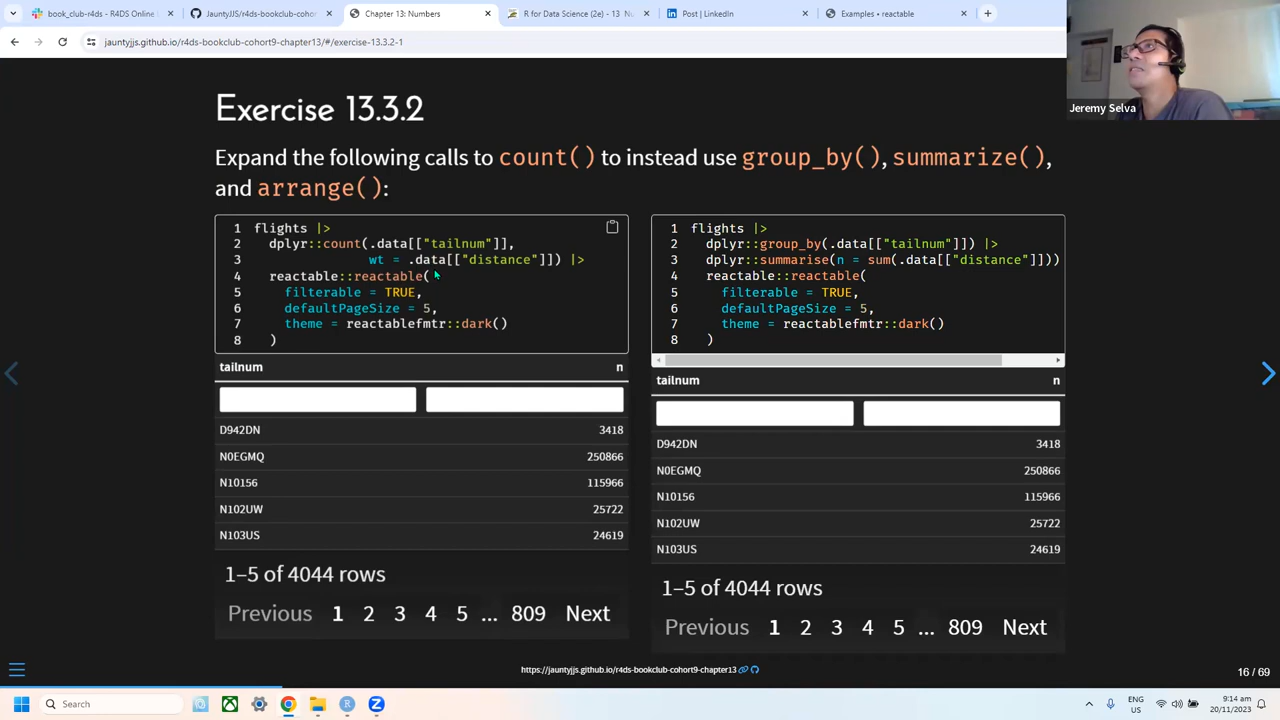 book_club-r4ds - R4DS Online
JauntyJJS/r4ds-bookclub-cohor
Chapter 13: Numbers
R for Data Science (2e) - 13 N
Post | LinkedIn
Examples – reactable
jauntyjjs.github.io/r4ds-bookclub-cohort9-chapter13/#/exercise-13.3.2-1
Jeremy Selva
Exercise 13.3.2
Expand the following calls to count() to instead use group_by(), summarize(),
and arrange():
1 flights |>
2 dplyr::count(.data[["tailnum"]],
3 wt = .data[["distance"]]) |>
4 reactable::reactable(
5 filterable = TRUE,
6 defaultPageSize = 5,
7 theme = reactablefmtr::dark()
8 )
tailnum n
D942DN 3418
N0EGMQ 250866
N10156 115966
N102UW 25722
N103US 24619
1–5 of 4044 rows
Previous 1 2 3 4 5 ... 809 Next
1 flights |>
2 dplyr::group_by(.data[["tailnum"]]) |>
3 dplyr::summarise(n = sum(.data[["distance"]]))
4 reactable::reactable(
5 filterable = TRUE,
6 defaultPageSize = 5,
7 theme = reactablefmtr::dark()
8 )
tailnum n
D942DN 3418
N0EGMQ 250866
N10156 115966
N102UW 25722
N103US 24619
1–5 of 4044 rows
Previous 1 2 3 4 5 ... 809 Next
https://jauntyjjs.github.io/r4ds-bookclub-cohort9-chapter13
16 / 69
Search
ENG
US
9:14 am
20/11/2023